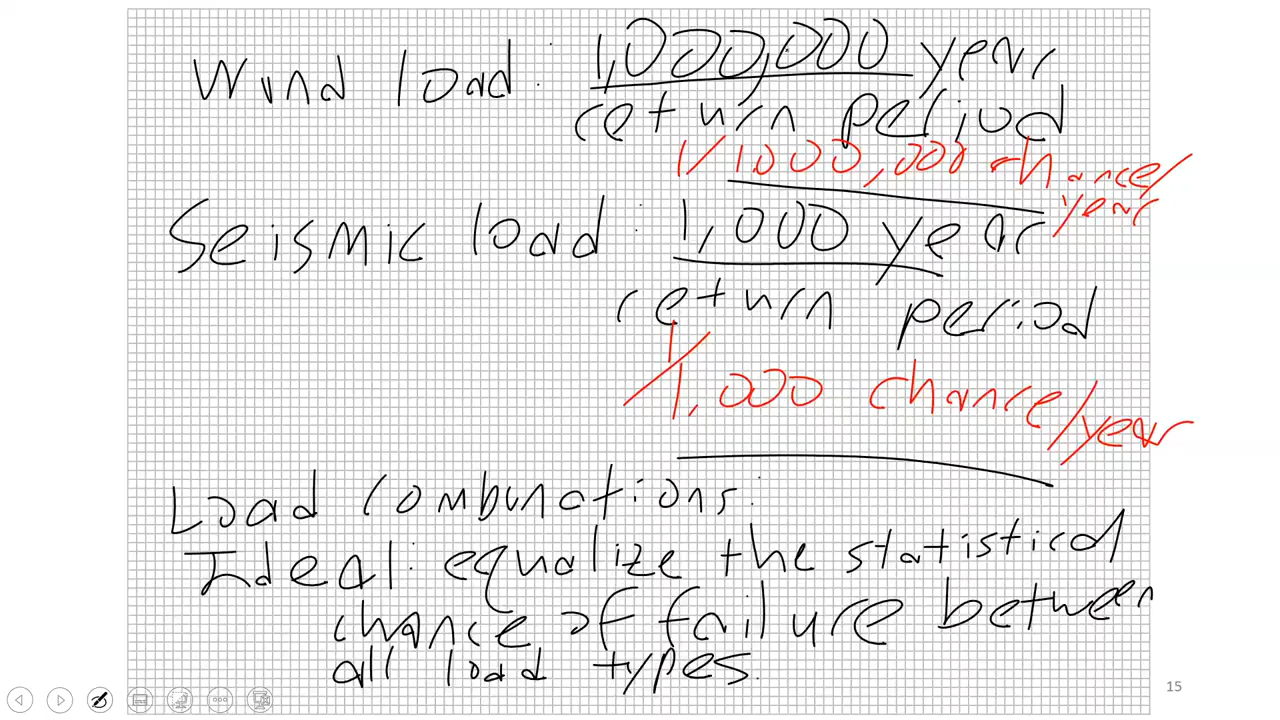 Wind load: 1,000,000 year
return period
1/1,000,000 chance/
year
Seismic load: 1,000 year
return period
1/1,000 chance/year
Load combinations:
Ideal: equalize the statistical
chance of failure between
all load types.
15